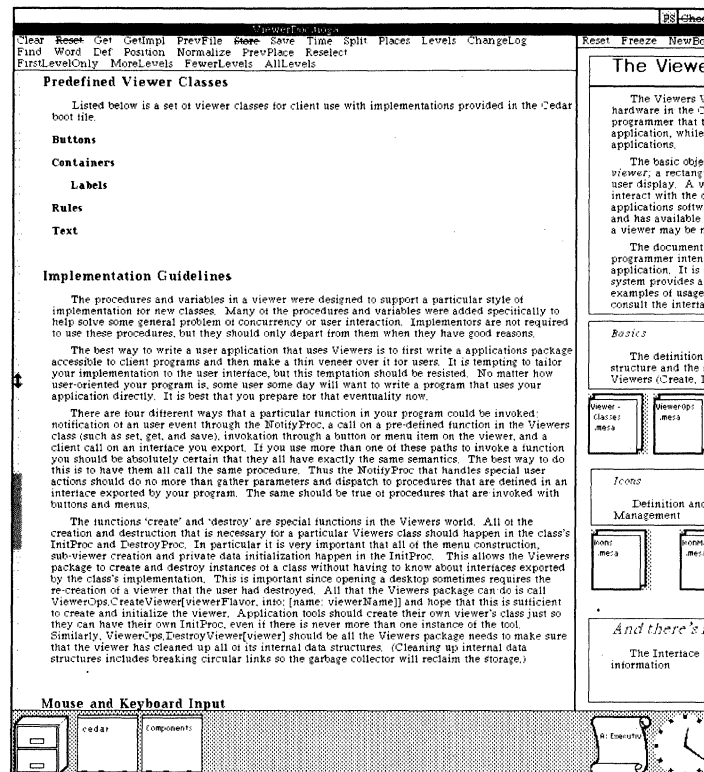 PS Che
ViewerDoc.tioga
Clear Reset Get GetImpl PrevFile Store Save Time Split Places Levels ChangeLog
Find Word Def Position Normalize PrevPlace Reselect
FirstLevelOnly MoreLevels FewerLevels AllLevels
Predefined Viewer Classes
Listed below is a set of viewer classes for client use with implementations provided in the Cedar
boot file.
Buttons
Containers
Labels
Rules
Text
Implementation Guidelines
The procedures and variables in a viewer were designed to support a particular style of
implementation for new classes. Many of the procedures and variables were added specifically to
help solve some general problem of concurrency or user interaction. Implementors are not required
to use these procedures, but they should only depart from them when they have good reasons.
The best way to write a user application that uses Viewers is to first write a applications package
accessible to client programs and then make a thin veneer over it for users. It is tempting to tailor
your implementation to the user interface, but this temptation should be resisted. No matter how
user-oriented your program is, some user some day will want to write a program that uses your
application directly. It is best that you prepare for that eventuality now.
There are four different ways that a particular function in your program could be invoked:
notification of an user event through the NotifyProc, a call on a pre-defined function in the Viewers
class (such as set, get, and save), invokation through a button or menu item on the viewer, and a
client call on an interface you export. If you use more than one of these paths to invoke a function
you should be absolutely certain that they all have exactly the same semantics. The best way to do
this is to have them all call the same procedure. Thus the NotifyProc that handles special user
actions should do no more than gather parameters and dispatch to procedures that are defined in an
interface exported by your program. The same should be true of procedures that are invoked with
buttons and menus.
The functions 'create' and 'destroy' are special functions in the Viewers world. All of the
creation and destruction that is necessary for a particular Viewers class should happen in the class's
InitProc and DestroyProc. In particular it is very important that all of the menu construction,
sub-viewer creation and private data initialization happen in the InitProc. This allows the Viewers
package to create and destroy instances of a class without having to know about interfaces exported
by the class's implementation. This is important since opening a desktop sometimes requires the
re-creation of a viewer that the user had destroyed. All that the Viewers package can do is call
ViewerOps.CreateViewer[viewerFlavor, info: [name: viewerName]] and hope that this is sufficient
to create and initialize the viewer. Application tools should create their own viewer's class just so
they can have their own InitProc, even if there is never more than one instance of the tool.
Similarly, ViewerOps.DestroyViewer[viewer] should be all the Viewers package needs to make sure
that the viewer has cleaned up all of its internal data structures. (Cleaning up internal data
structures includes breaking circular links so the garbage collector will reclaim the storage.)
Mouse and Keyboard Input
Reset Freeze NewBo
The Viewe
The Viewers V
hardware in the C
programmer that t
application, while
applications.
The basic obje
viewer; a rectang
user display. A v
interact with the c
applications softw
and has available
a viewer may be r
The document
programmer inten
application. It is
system provides a
examples of usage
consult the interfa
Basics
The definition
structure and the
Viewers (Create, I
Viewer-
Classes
.mesa
ViewerOps
.mesa
Icons
Definition and
Management
Icons
.mesa
IconM
.mesa
And there's
The Interface
information
cedar
Components
A: Executiv